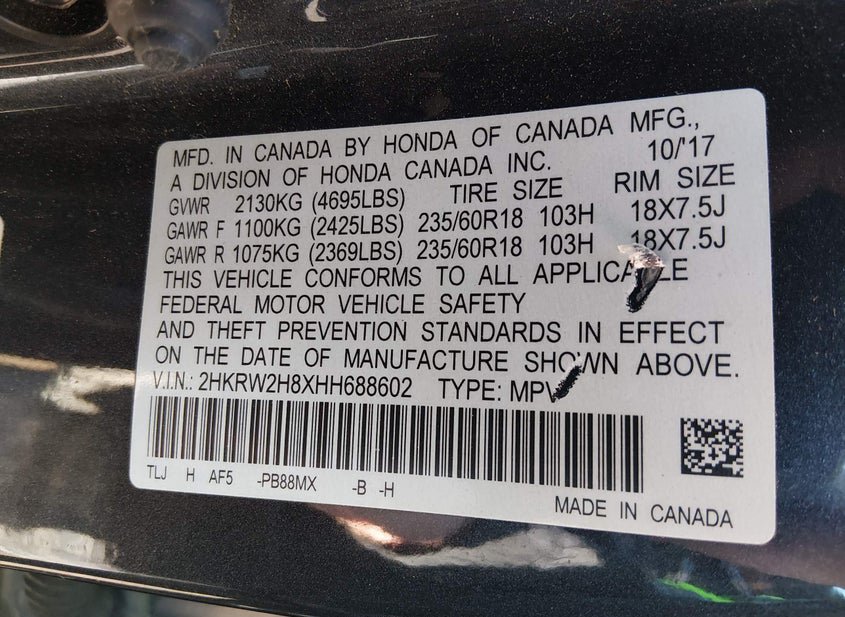 MFD. IN CANADA BY HONDA OF CANADA MFG.,
A DIVISION OF HONDA CANADA INC. 10/'17
GVWR 2130KG (4695LBS) TIRE SIZE RIM SIZE
GAWR F 1100KG (2425LBS) 235/60R18 103H 18X7.5J
GAWR R 1075KG (2369LBS) 235/60R18 103H 18X7.5J
THIS VEHICLE CONFORMS TO ALL APPLICABLE
FEDERAL MOTOR VEHICLE SAFETY
AND THEFT PREVENTION STANDARDS IN EFFECT
ON THE DATE OF MANUFACTURE SHOWN ABOVE.
V.I.N.: 2HKRW2H8XHH688602 TYPE: MPV
TLJ H AF5 -PB88MX -B -H
MADE IN CANADA